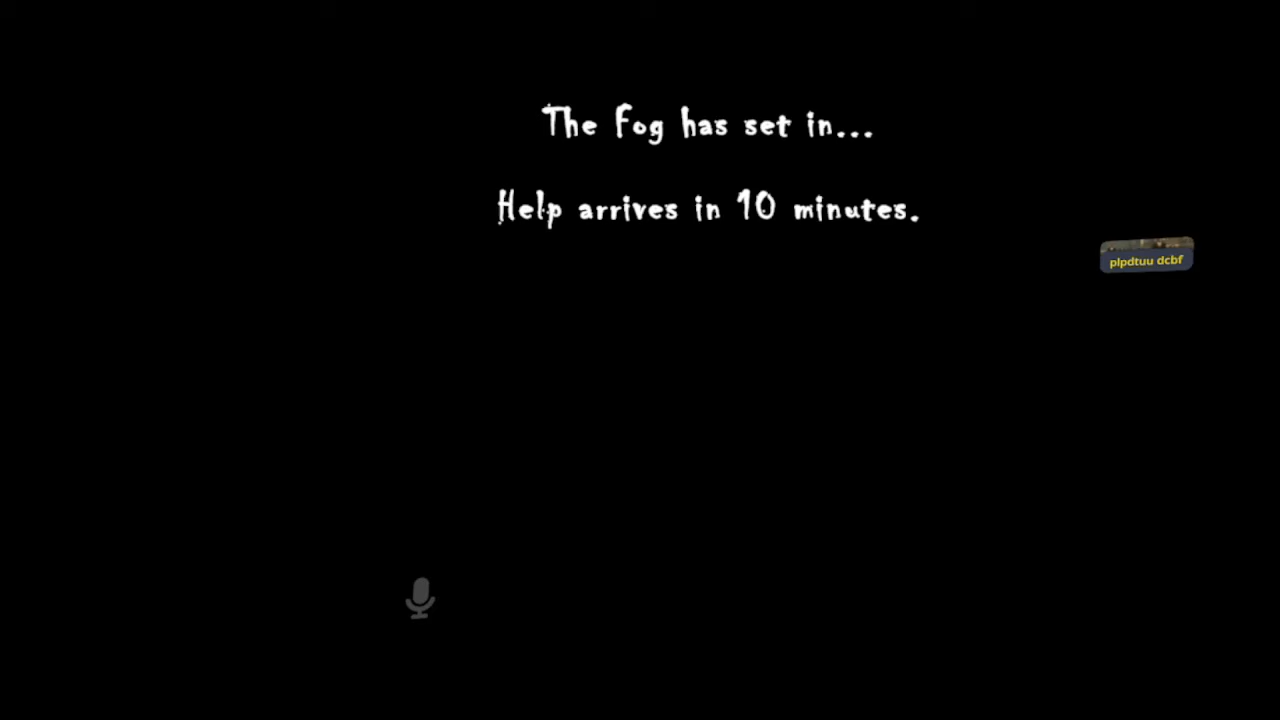 The Fog has set in...
Help arrives in 10 minutes.
plpdtuu dcbf